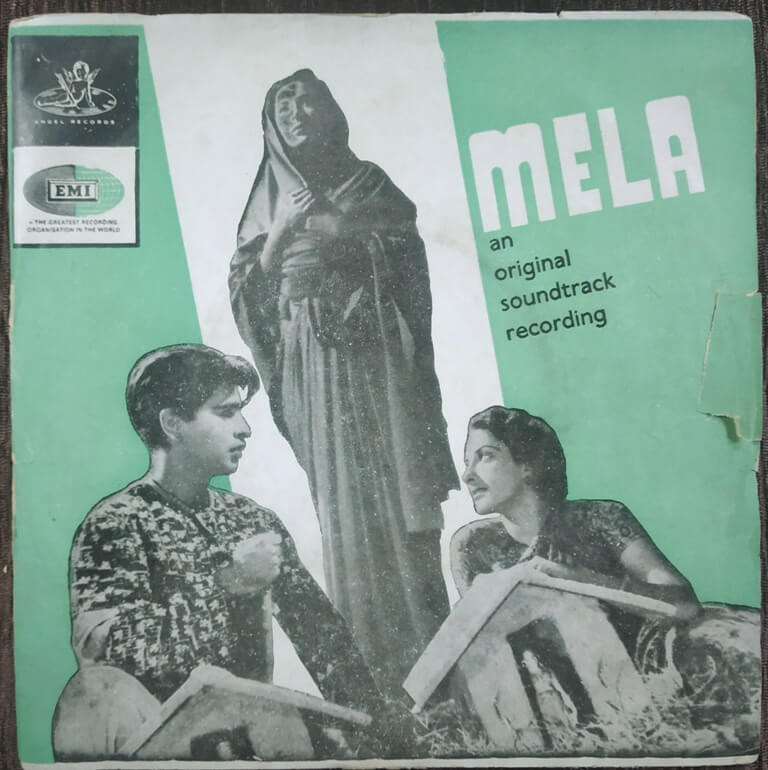 ANGEL RECORDS
EMI
— THE GREATEST RECORDING
ORGANISATION IN THE WORLD
MELA
an
original
soundtrack
recording